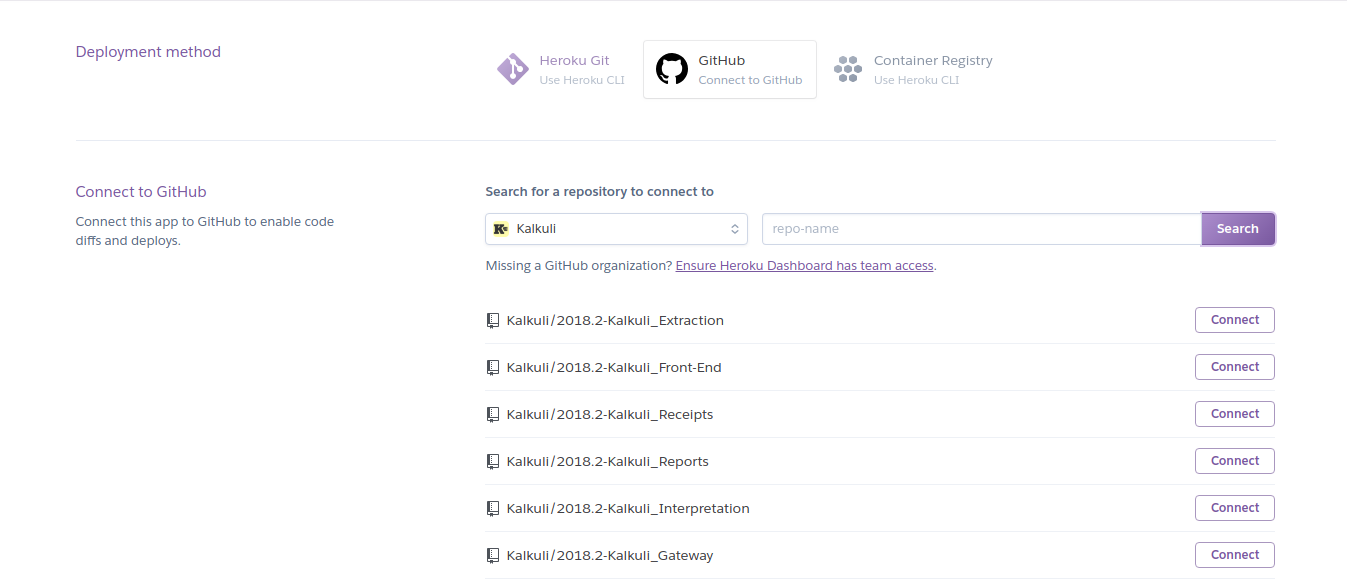 Deployment method
Heroku Git
Use Heroku CLI
GitHub
Connect to GitHub
Container Registry
Use Heroku CLI
Connect to GitHub
Connect this app to GitHub to enable code
diffs and deploys.
Search for a repository to connect to
K Kalkuli
repo-name
Search
Missing a GitHub organization? Ensure Heroku Dashboard has team access.
Kalkuli/2018.2-Kalkuli_Extraction Connect
Kalkuli/2018.2-Kalkuli_Front-End Connect
Kalkuli/2018.2-Kalkuli_Receipts Connect
Kalkuli/2018.2-Kalkuli_Reports Connect
Kalkuli/2018.2-Kalkuli_Interpretation Connect
Kalkuli/2018.2-Kalkuli_Gateway Connect